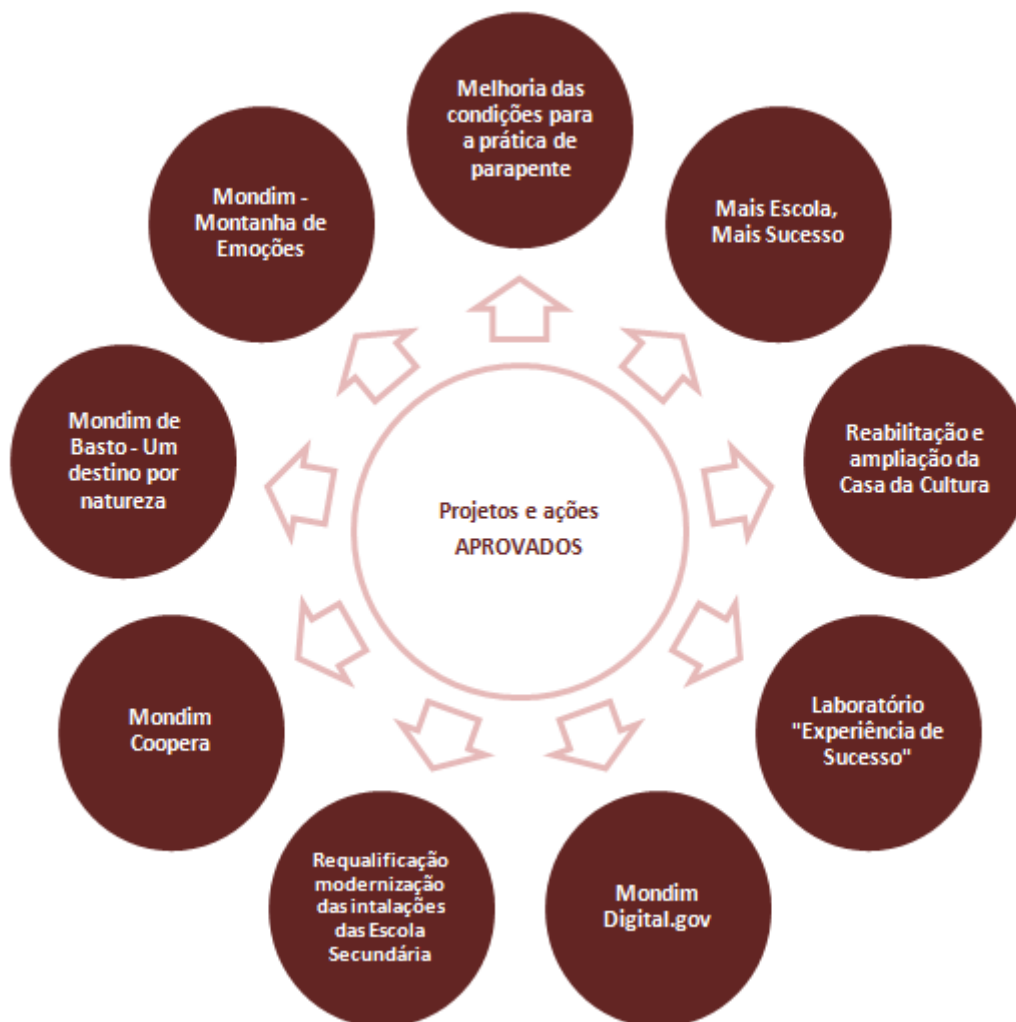 Melhoria das
condições para
a prática de
parapente
Mais Escola,
Mais Sucesso
Reabilitação e
ampliação da
Casa da Cultura
Laboratório
"Experiência de
Sucesso"
Mondim
Digital.gov
Requalificação
modernização
das intalações
das Escola
Secundária
Mondim
Coopera
Mondim de
Basto - Um
destino por
natureza
Mondim -
Montanha de
Emoções
Projetos e ações
APROVADOS